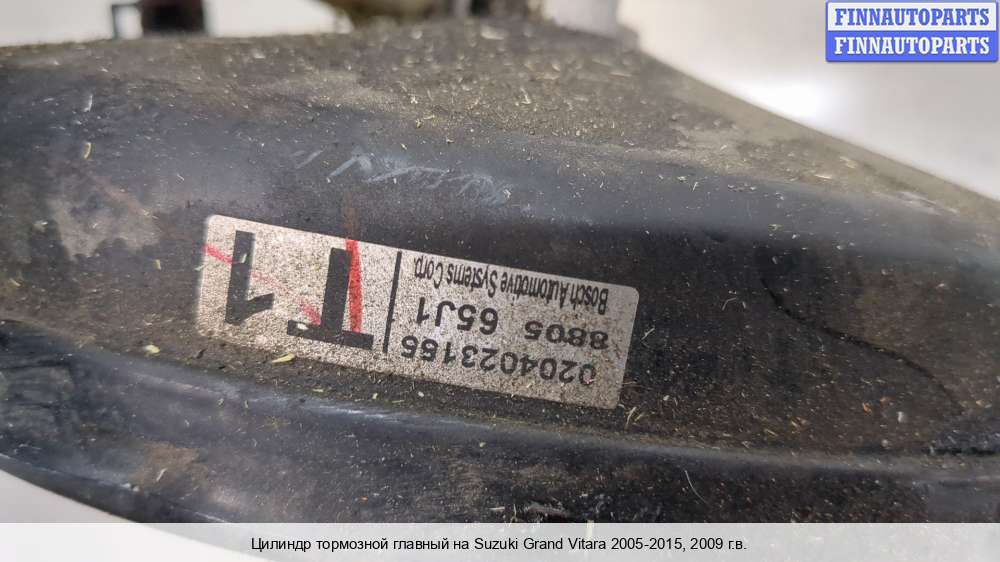 FINNAUTOPARTS
FINNAUTOPARTS
0204023166
8805 65J1
Bosch Automotive Systems Corp.
T1
Цилиндр тормозной главный на Suzuki Grand Vitara 2005-2015, 2009 г.в.